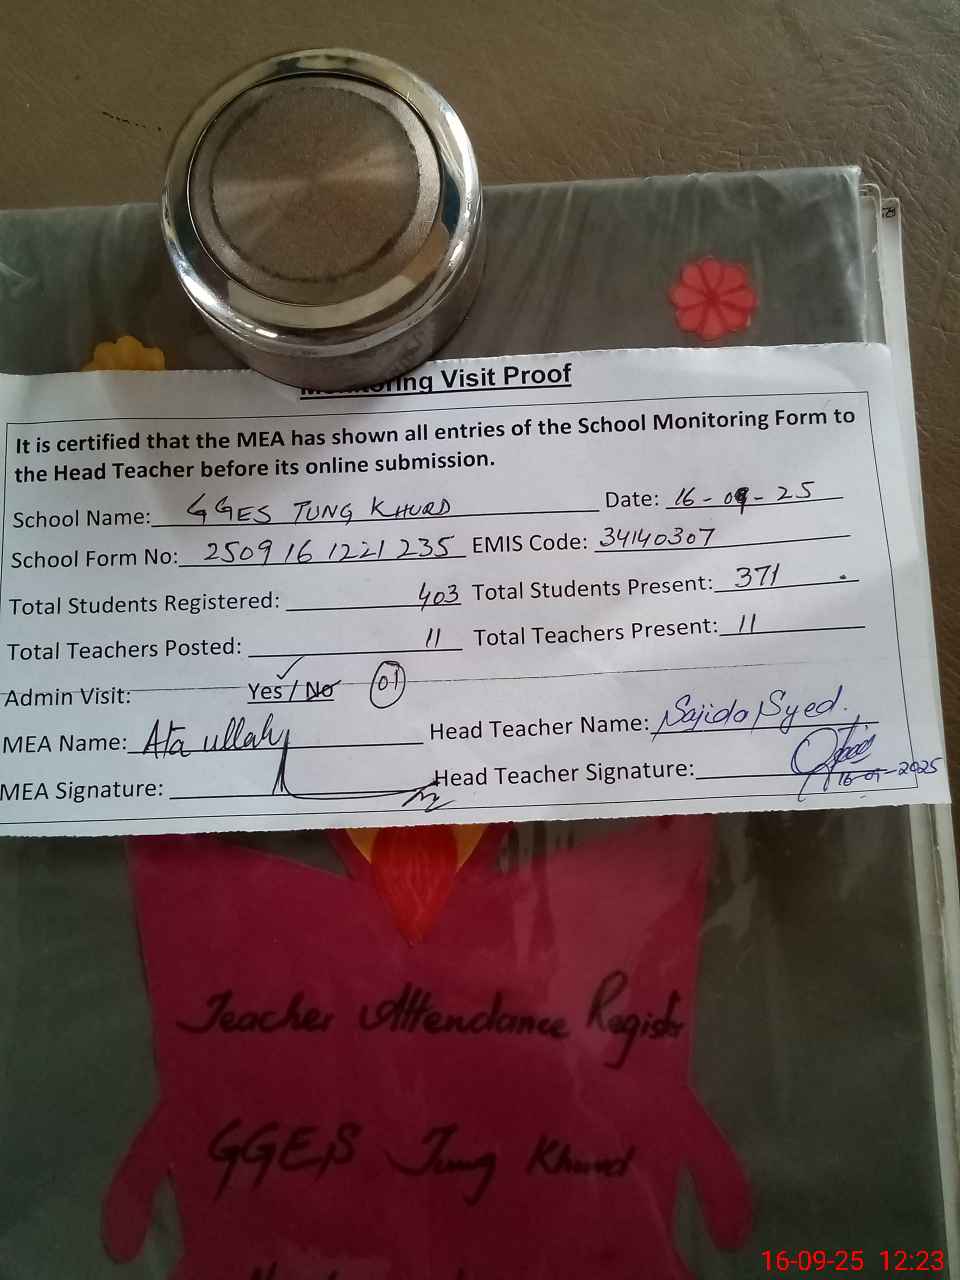 Monitoring Visit Proof
It is certified that the MEA has shown all entries of the School Monitoring Form to
the Head Teacher before its online submission.
School Name: GGES TUNG KHURD Date: 16-09-25
School Form No: 2509161221235 EMIS Code: 34140307
Total Students Registered: 403 Total Students Present: 371
Total Teachers Posted: 11 Total Teachers Present: 11
Admin Visit: Yes / No 01
MEA Name: Ata ullah Head Teacher Name: Sajida Syed.
MEA Signature: Head Teacher Signature:
16-09-2025
Teacher Attendance Register
GGES Tung Khurd
16-09-25 12:23